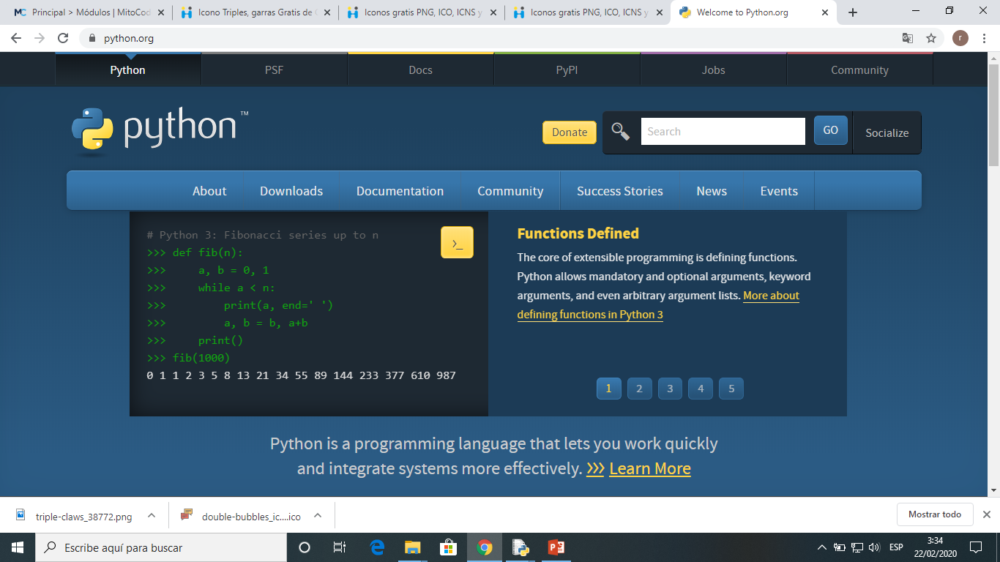 Principal > Módulos | MitoCod
Icono Triples, garras Gratis de
Iconos gratis PNG, ICO, ICNS y
Iconos gratis PNG, ICO, ICNS y
Welcome to Python.org
python.org
r
Python
PSF
Docs
PyPI
Jobs
Community
python™
Donate
Search
GO
Socialize
About
Downloads
Documentation
Community
Success Stories
News
Events
# Python 3: Fibonacci series up to n
>>> def fib(n):
>>>     a, b = 0, 1
>>>     while a < n:
>>>         print(a, end=' ')
>>>         a, b = b, a+b
>>>     print()
>>> fib(1000)
0 1 1 2 3 5 8 13 21 34 55 89 144 233 377 610 987
>_
Functions Defined
The core of extensible programming is defining functions.
Python allows mandatory and optional arguments, keyword
arguments, and even arbitrary argument lists. More about
defining functions in Python 3
1
2
3
4
5
Python is a programming language that lets you work quickly
and integrate systems more effectively. >>> Learn More
triple-claws_38772.png
double-bubbles_ic....ico
Mostrar todo
Escribe aquí para buscar
ESP
3:34
22/02/2020